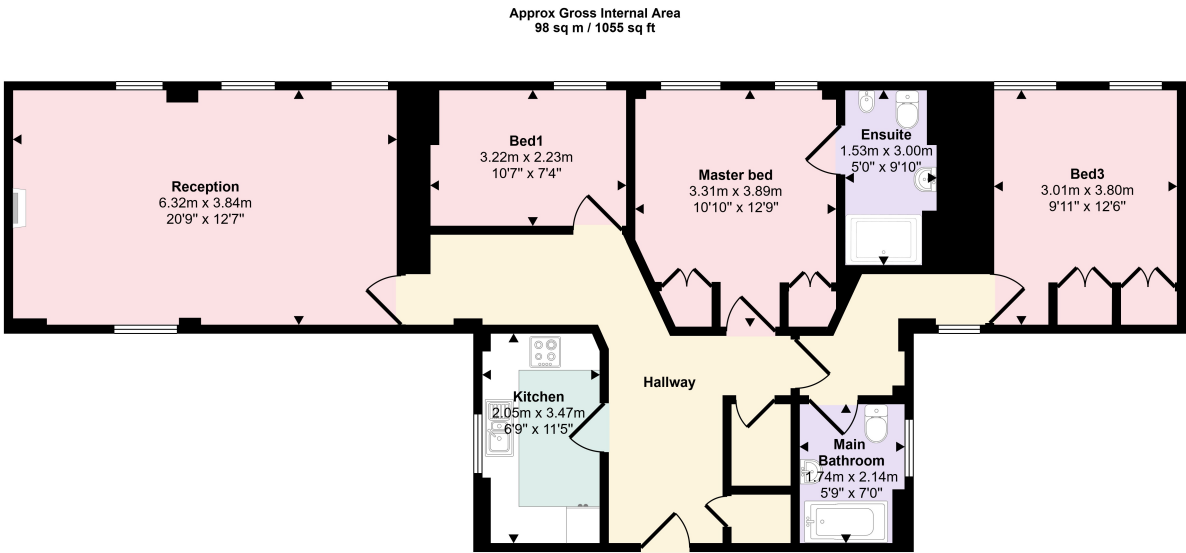 Approx Gross Internal Area
98 sq m / 1055 sq ft
Reception
6.32m x 3.84m
20'9" x 12'7"
Bed1
3.22m x 2.23m
10'7" x 7'4"
Master bed
3.31m x 3.89m
10'10" x 12'9"
Ensuite
1.53m x 3.00m
5'0" x 9'10"
Bed3
3.01m x 3.80m
9'11" x 12'6"
Kitchen
2.05m x 3.47m
6'9" x 11'5"
Hallway
Main
Bathroom
1.74m x 2.14m
5'9" x 7'0"